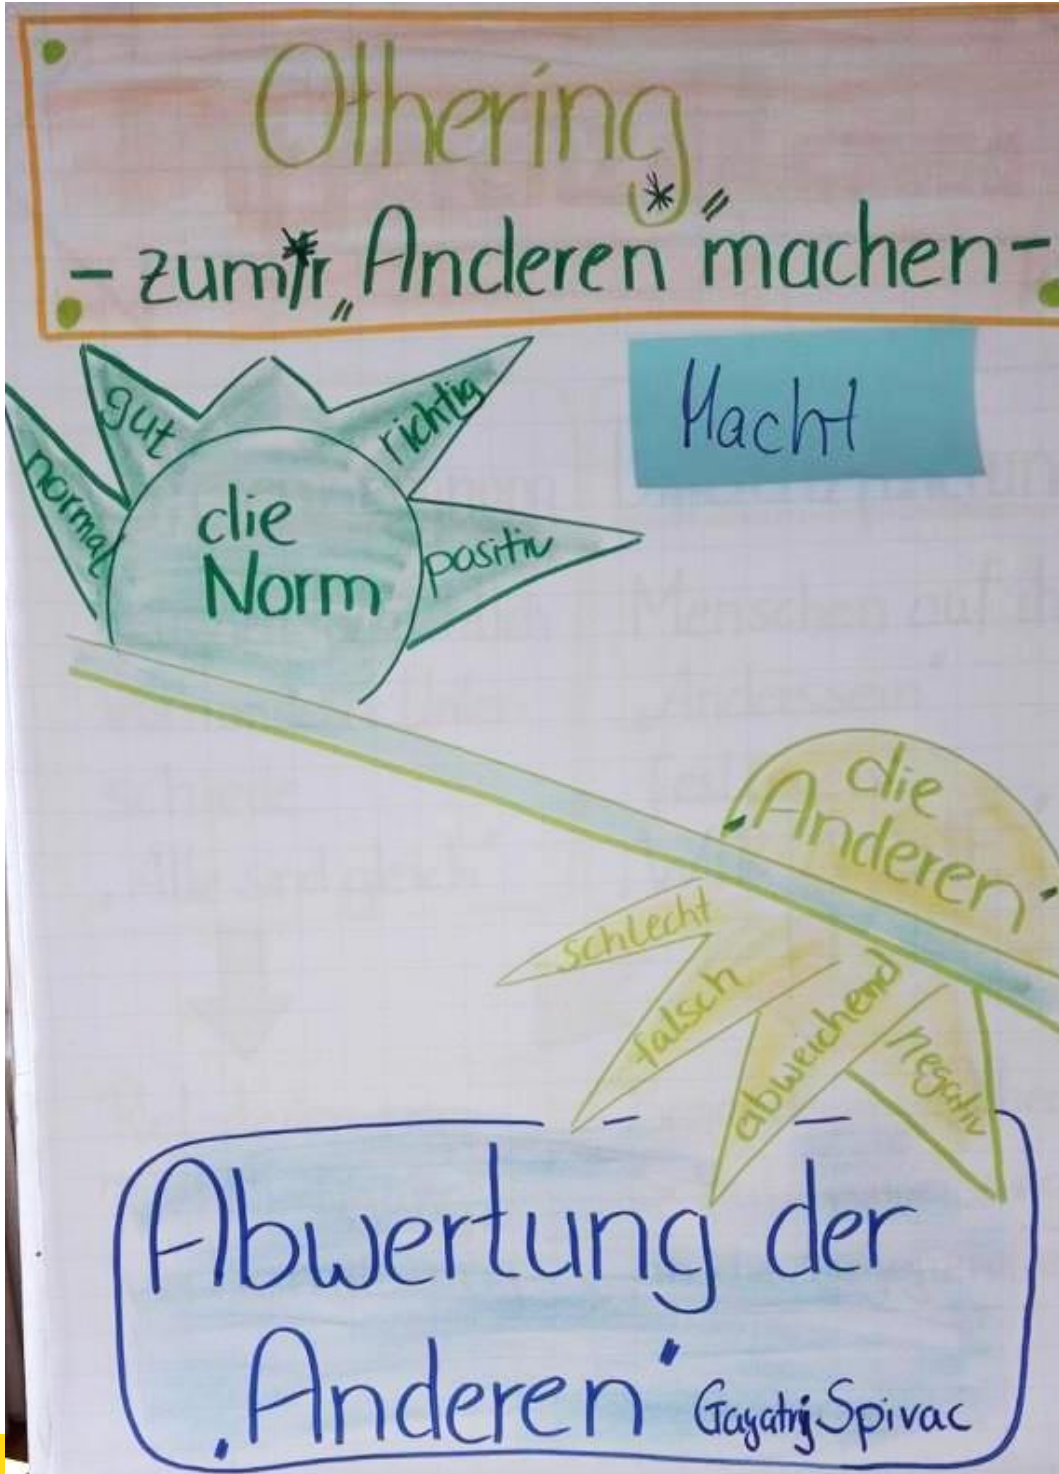 Othering
- zum*r „Anderen*" machen -
Macht
normal
gut
richtig
positiv
die
Norm
die
"Anderen"
schlecht
falsch
abweichend
negativ
Abwertung der
"Anderen" Gayatrij Spivac